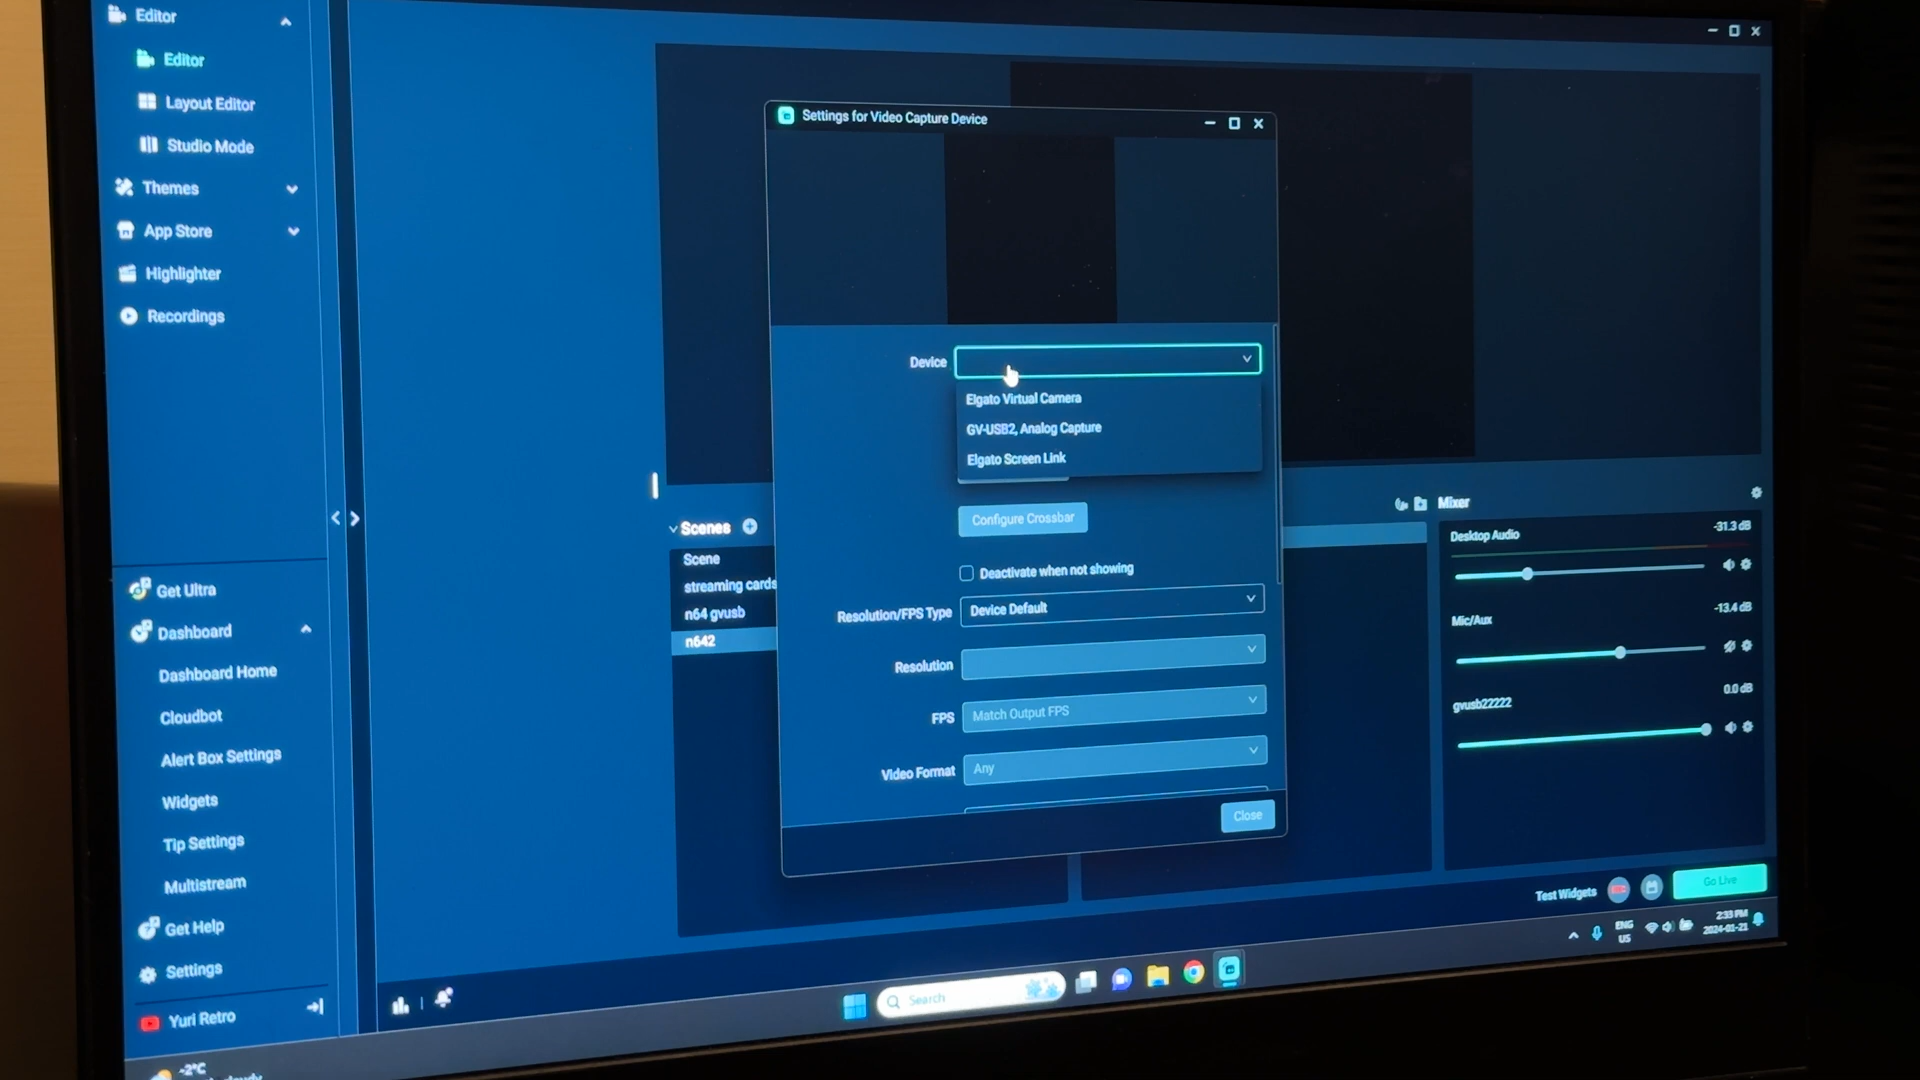 Editor
Editor
Layout Editor
Studio Mode
Themes
App Store
Highlighter
Recordings
Get Ultra
Dashboard
Dashboard Home
Cloudbot
Alert Box Settings
Widgets
Tip Settings
Multistream
Get Help
Settings
Yuri Retro
Settings for Video Capture Device
Device
Elgato Virtual Camera
GV-USB2, Analog Capture
Elgato Screen Link
Configure Crossbar
Deactivate when not showing
Resolution/FPS Type
Device Default
Resolution
FPS
Match Output FPS
Video Format
Any
Close
Scenes
Scene
streaming cards
n64 gvusb
n642
Mixer
Desktop Audio
-31.3 dB
Mic/Aux
-13.4 dB
gvusb22222
0.0 dB
Test Widgets
Go Live
Search
ENG
US
2:33 PM
2024-01-21
-2°C